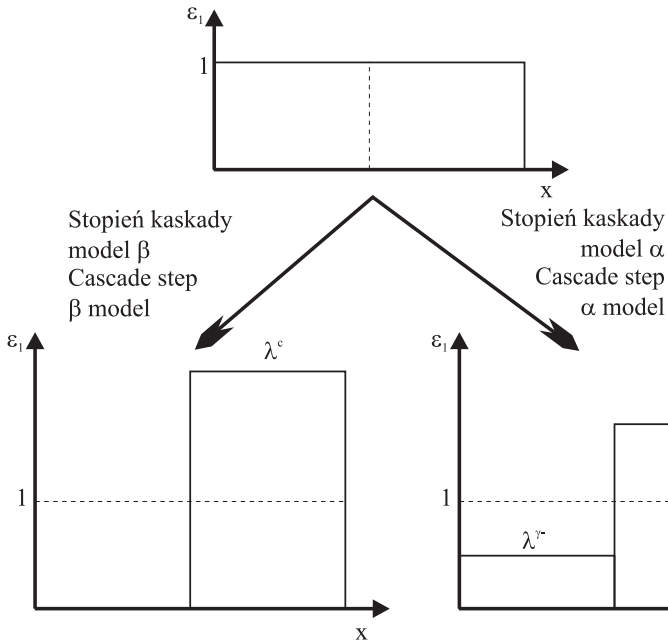 ε₁
1
x
Stopień kaskady
model β
Cascade step
β model
Stopień kaskady
model α
Cascade step
α model
ε₁
λᶜ
1
x
ε₁
1
λᵞ⁻